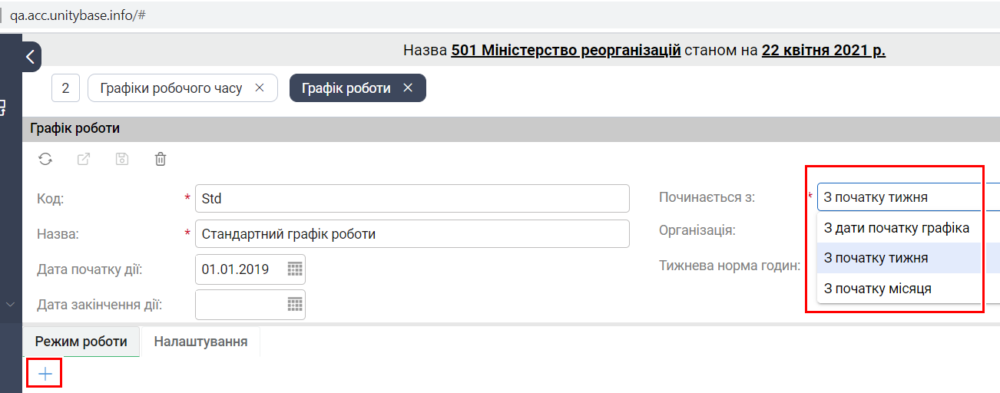 qa.acc.unitybase.info/#
Назва 501 Міністерство реорганізацій станом на 22 квітня 2021 р.
2 Графіки робочого часу Графік роботи
Графік роботи
Код: * Std
Назва: * Стандартний графік роботи
Дата початку дії: 01.01.2019
Дата закінчення дії:
Починається з: * З початку тижня
З дати початку графіка
З початку тижня
З початку місяця
Організація:
Тижнева норма годин:
Режим роботи Налаштування